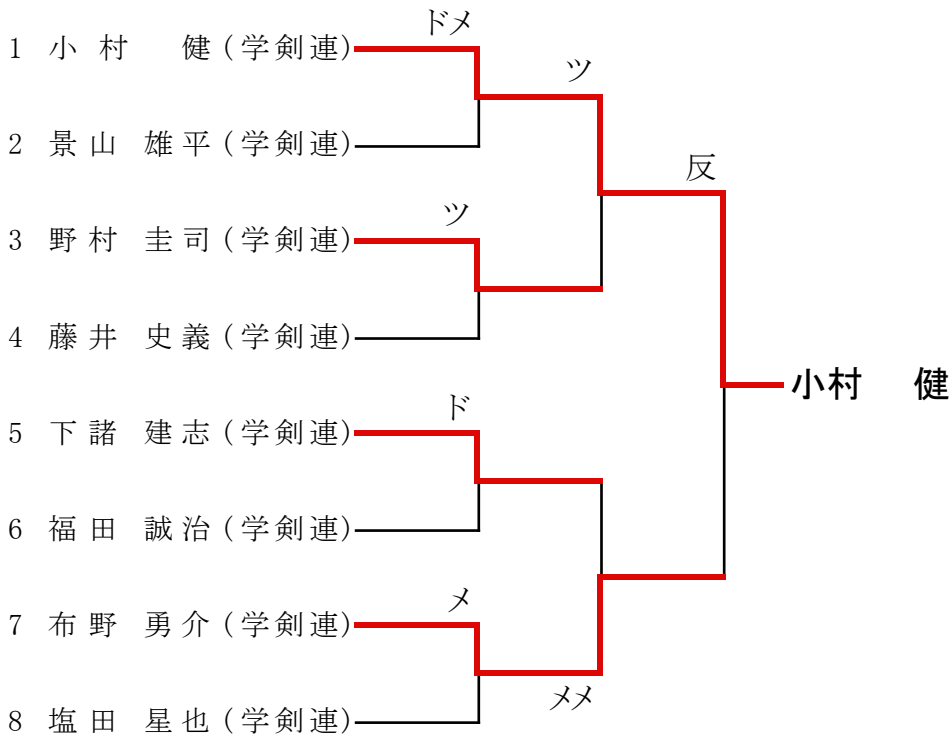 ドメ
1 小村 健(学剣連)
ツ
2 景山 雄平(学剣連)
反
ツ
3 野村 圭司(学剣連)
4 藤井 史義(学剣連)
小村 健
ド
5 下諸 建志(学剣連)
6 福田 誠治(学剣連)
メ
7 布野 勇介(学剣連)
メメ
8 塩田 星也(学剣連)